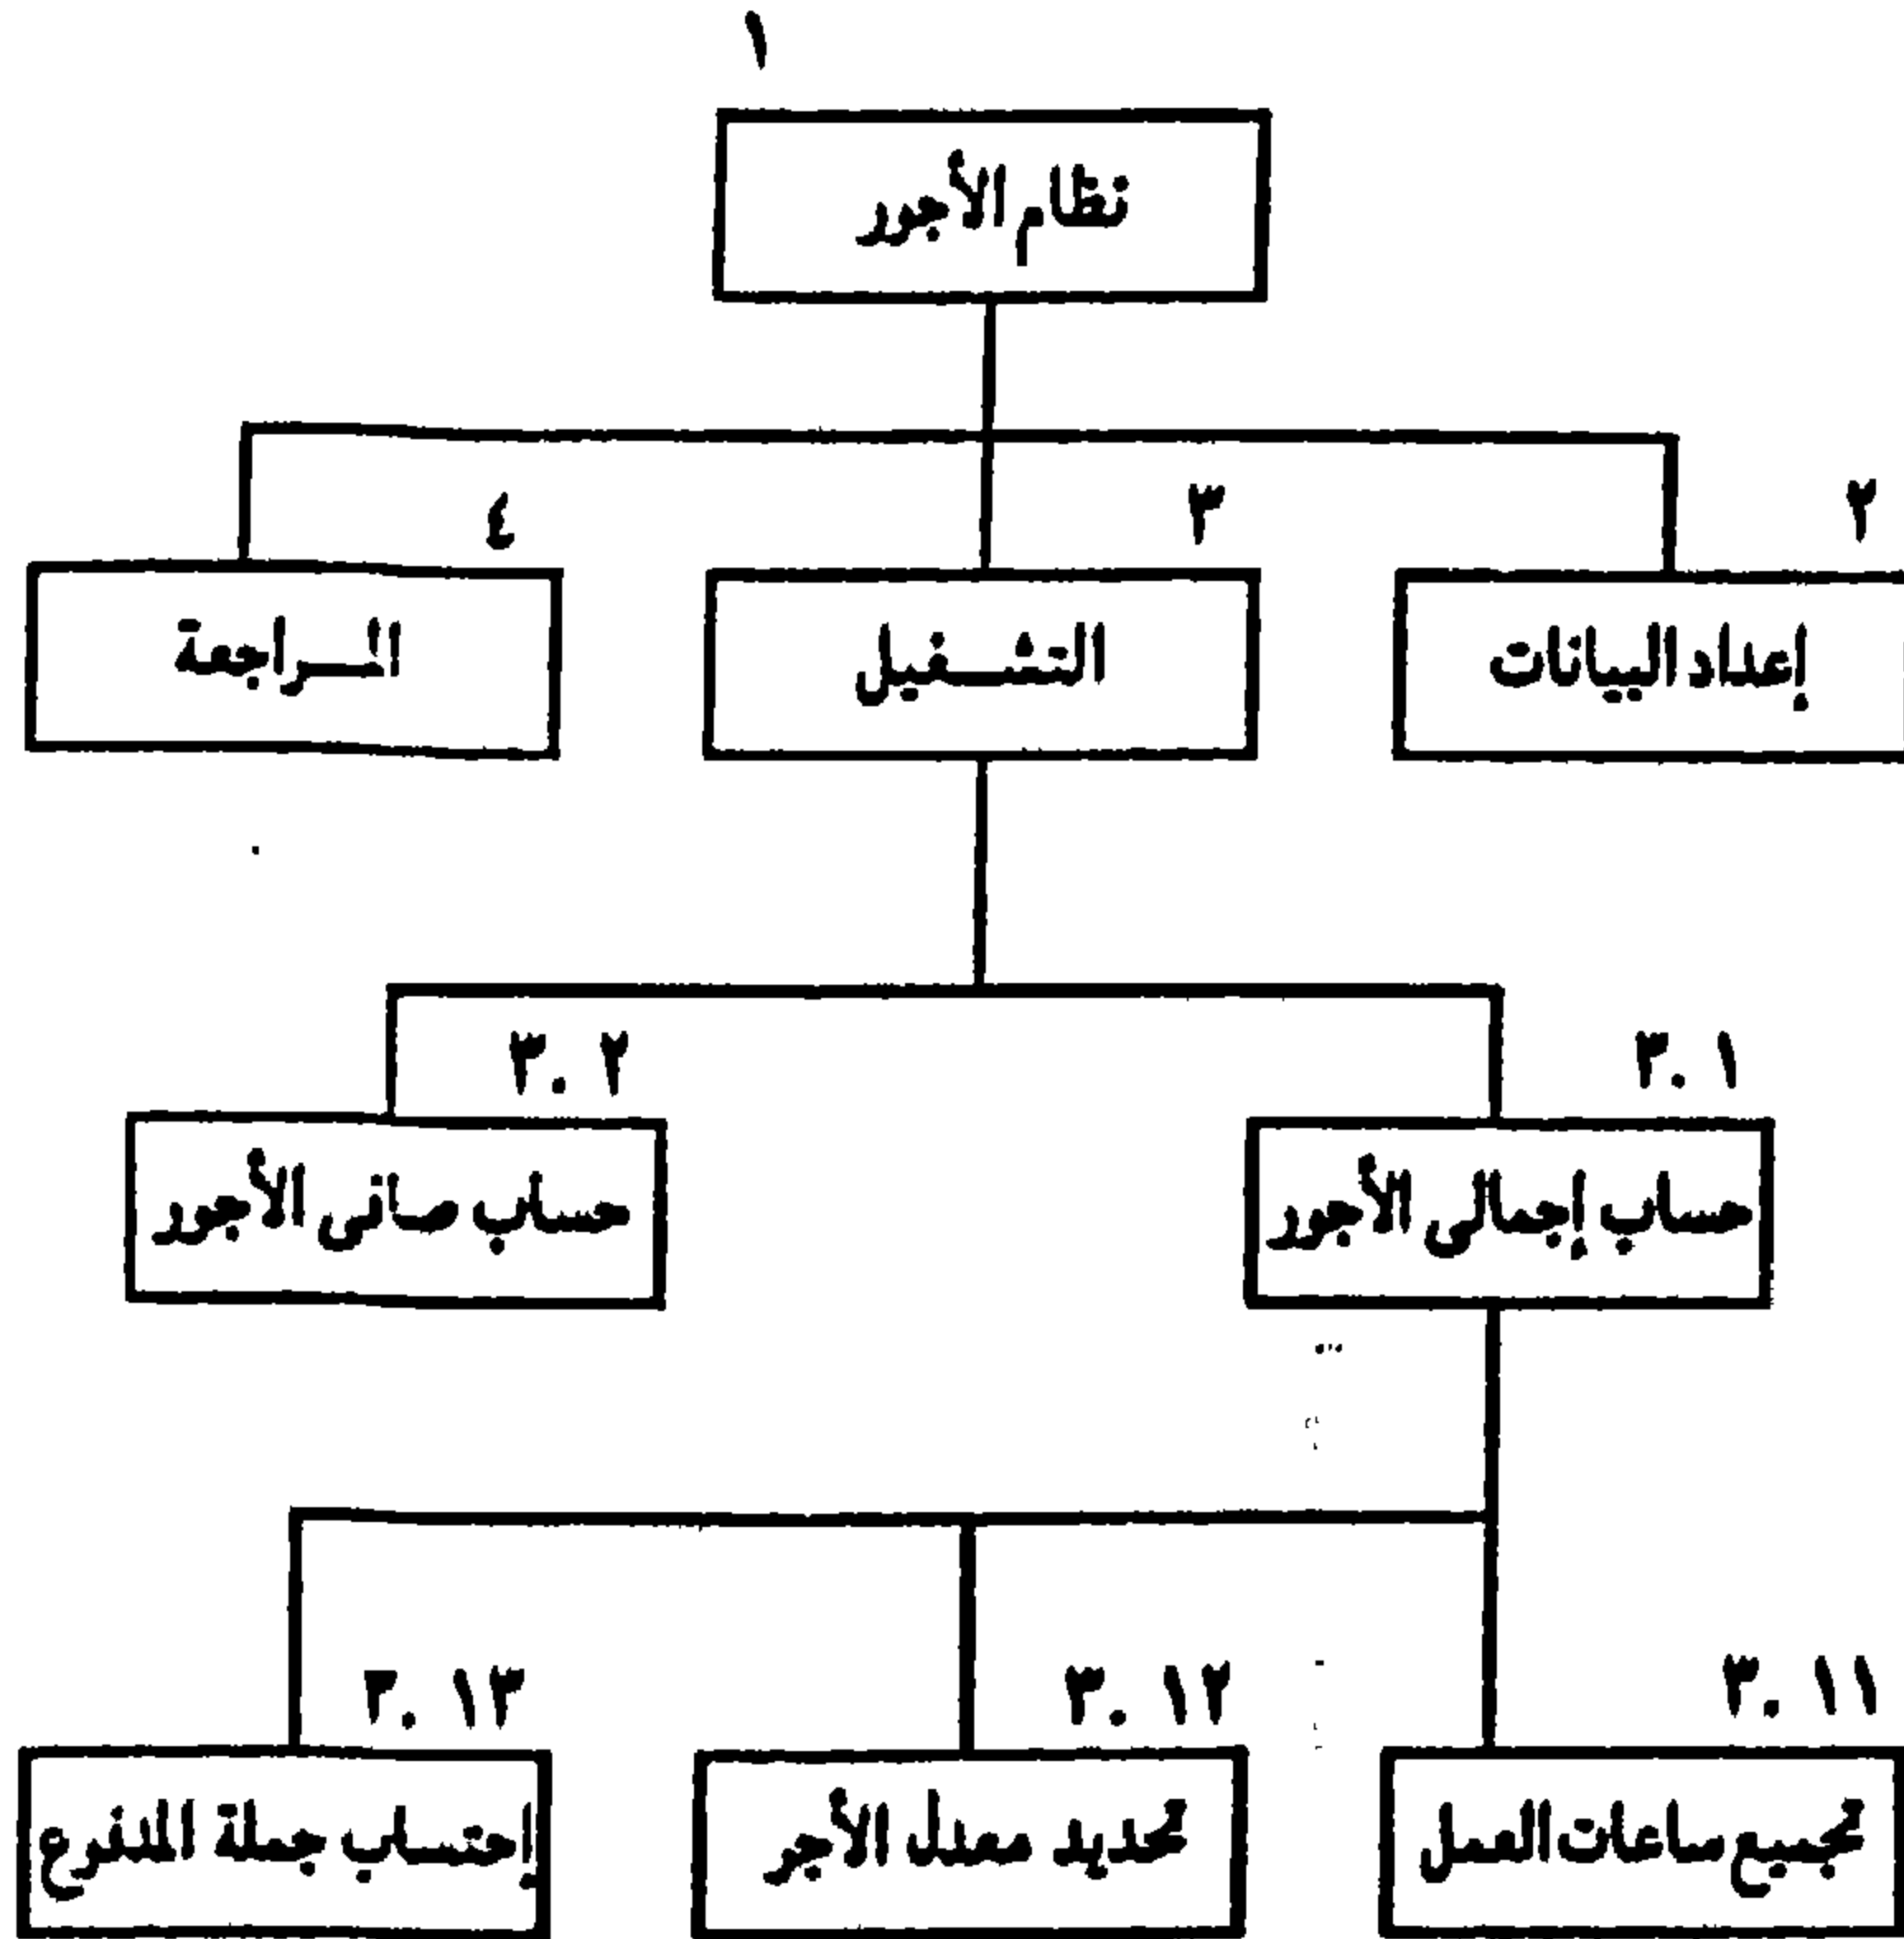 ١
نظام الأجور
٢
٣
٤
إعداد البيانات
التشغيل
المراجعة
٣.١
٣.٢
حساب إجمالى الأجور
حساب صافى الأجور
٣.١١
٣.١٢
٣.١٣
تجميع ساعات العمل
تحديد معدل الأجر
إحتساب جملة